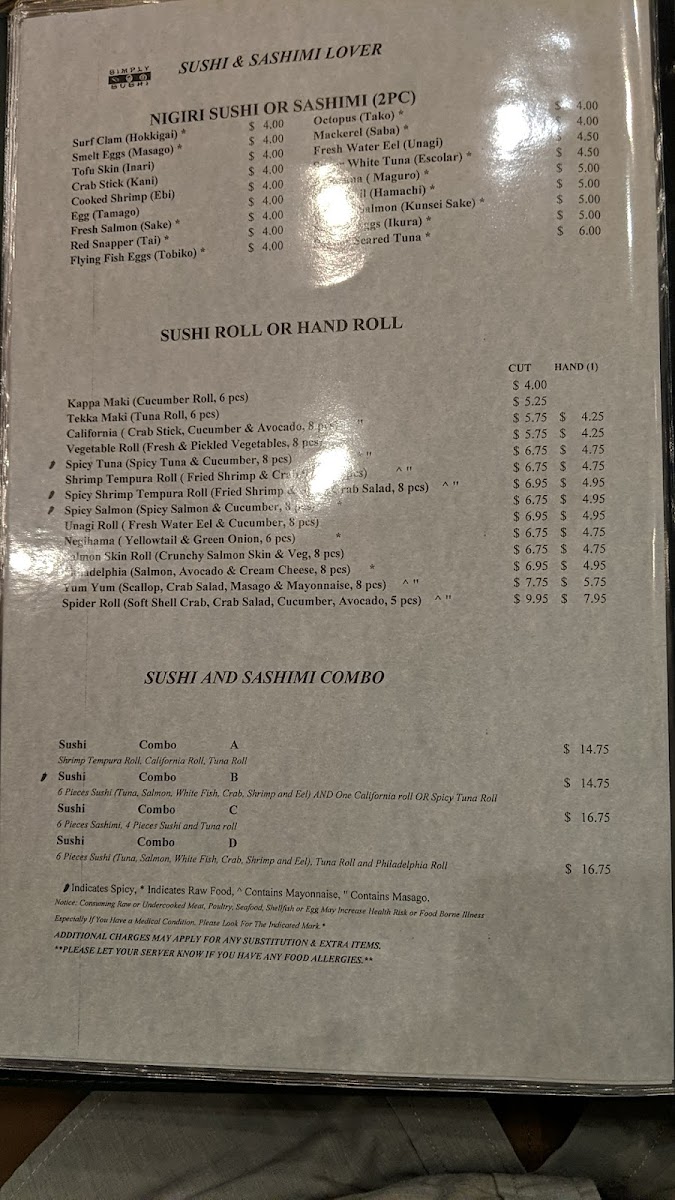 SIMPLY
SUSHI
SUSHI & SASHIMI LOVER
NIGIRI SUSHI OR SASHIMI (2PC)
Surf Clam (Hokkigai) * $ 4.00
Smelt Eggs (Masago) * $ 4.00
Tofu Skin (Inari) $ 4.00
Crab Stick (Kani) $ 4.00
Cooked Shrimp (Ebi) $ 4.00
Egg (Tamago) $ 4.00
Fresh Salmon (Sake) * $ 4.00
Red Snapper (Tai) * $ 4.00
Flying Fish Eggs (Tobiko) * $ 4.00
Octopus (Tako) * $ 4.00
Mackerel (Saba) * $ 4.00
Fresh Water Eel (Unagi) $ 4.50
White Tuna (Escolar) * $ 4.50
( Maguro) * $ 5.00
(Hamachi) * $ 5.00
(Kunsei Sake) * $ 5.00
(Ikura) * $ 5.00
Seared Tuna * $ 6.00
SUSHI ROLL OR HAND ROLL
CUT HAND (1)
Kappa Maki (Cucumber Roll, 6 pcs) $ 4.00
Tekka Maki (Tuna Roll, 6 pcs) $ 5.25
California ( Crab Stick, Cucumber & Avocado, 8 " $ 5.75 $ 4.25
Vegetable Roll (Fresh & Pickled Vegetables, 8 pcs $ 5.75 $ 4.25
Spicy Tuna (Spicy Tuna & Cucumber, 8 pcs) " $ 6.75 $ 4.75
Shrimp Tempura Roll ( Fried Shrimp & ^ " $ 6.75 $ 4.75
Spicy Shrimp Tempura Roll (Fried Shrimp & Crab Salad, 8 pcs) ^ " $ 6.95 $ 4.95
Spicy Salmon (Spicy Salmon & Cucumber, 8 * $ 6.75 $ 4.95
Unagi Roll ( Fresh Water Eel & Cucumber, 8 pcs) $ 6.95 $ 4.95
Negihama ( Yellowtail & Green Onion, 6 pcs) * $ 6.75 $ 4.75
Salmon Skin Roll (Crunchy Salmon Skin & Veg, 8 pcs) $ 6.75 $ 4.75
Philadelphia (Salmon, Avocado & Cream Cheese, 8 pcs) * $ 6.95 $ 4.95
Yum Yum (Scallop, Crab Salad, Masago & Mayonnaise, 8 pcs) ^ " $ 7.75 $ 5.75
Spider Roll (Soft Shell Crab, Crab Salad, Cucumber, Avocado, 5 pcs) ^ " $ 9.95 $ 7.95
SUSHI AND SASHIMI COMBO
Sushi Combo A $ 14.75
Shrimp Tempura Roll, California Roll, Tuna Roll
Sushi Combo B $ 14.75
6 Pieces Sushi (Tuna, Salmon, White Fish, Crab, Shrimp and Eel) AND One California roll OR Spicy Tuna Roll
Sushi Combo C $ 16.75
6 Pieces Sashimi, 4 Pieces Sushi and Tuna roll
Sushi Combo D $ 16.75
6 Pieces Sushi (Tuna, Salmon, White Fish, Crab, Shrimp and Eel), Tuna Roll and Philadelphia Roll
Indicates Spicy, * Indicates Raw Food, ^ Contains Mayonnaise, " Contains Masago,
Notice: Consuming Raw or Undercooked Meat, Poultry, Seafood, Shellfish or Egg May Increase Health Risk or Food Borne Illness
Especially If You Have a Medical Condition, Please Look For The Indicated Mark *
ADDITIONAL CHARGES MAY APPLY FOR ANY SUBSTITUTION & EXTRA ITEMS.
**PLEASE LET YOUR SERVER KNOW IF YOU HAVE ANY FOOD ALLERGIES.**